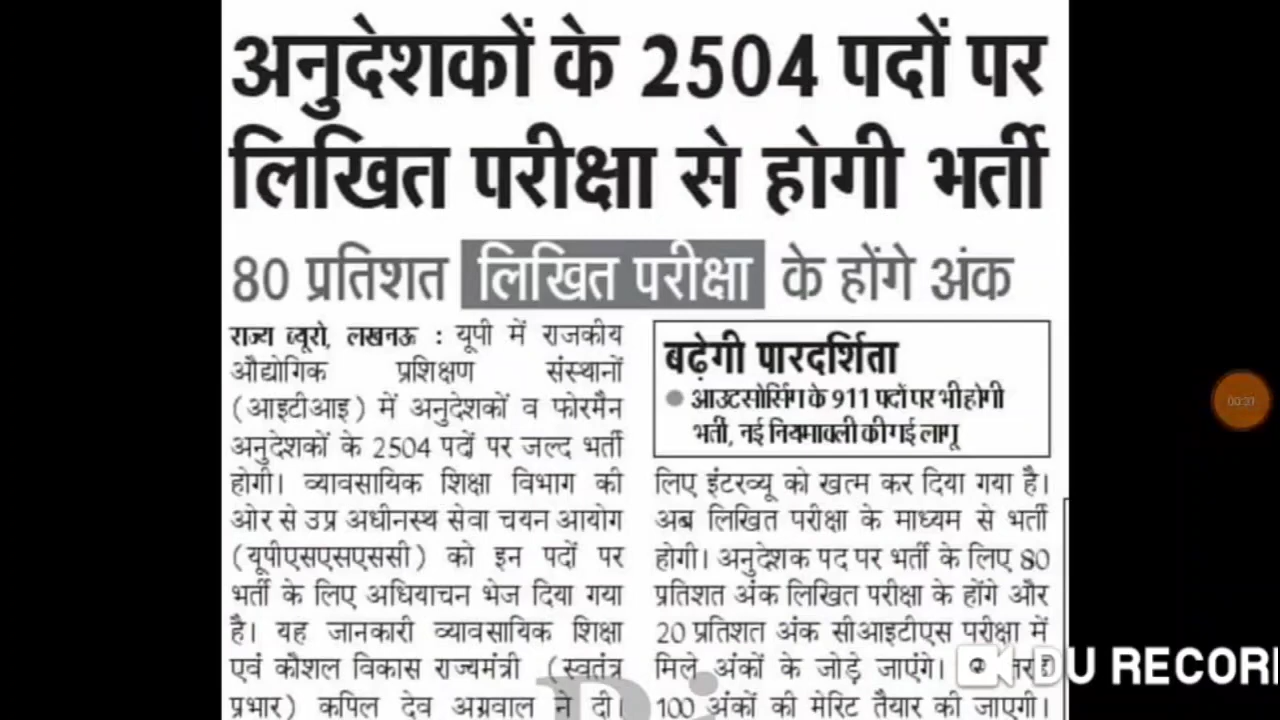 अनुदेशकों के 2504 पदों पर
लिखित परीक्षा से होगी भर्ती
80 प्रतिशत लिखित परीक्षा के होंगे अंक
राज्य ब्यूरो, लखनऊ : यूपी में राजकीय
औद्योगिक प्रशिक्षण संस्थानों
(आइटीआइ) में अनुदेशकों व फोरमैन
अनुदेशकों के 2504 पदों पर जल्द भर्ती
होगी। व्यावसायिक शिक्षा विभाग की
ओर से उप्र अधीनस्थ सेवा चयन आयोग
(यूपीएसएसएससी) को इन पदों पर
भर्ती के लिए अधियाचन भेज दिया गया
है। यह जानकारी व्यावसायिक शिक्षा
एवं कौशल विकास राज्यमंत्री (स्वतंत्र
प्रभार) कपिल देव अग्रवाल ने दी।
बढ़ेगी पारदर्शिता
आउटसोर्सिंग के 911 पदों पर भी होगी
भर्ती, नई नियमावली की गई लागू
लिए इंटरव्यू को खत्म कर दिया गया है।
अब लिखित परीक्षा के माध्यम से भर्ती
होगी। अनुदेशक पद पर भर्ती के लिए 80
प्रतिशत अंक लिखित परीक्षा के होंगे और
20 प्रतिशत अंक सीआइटीएस परीक्षा में
मिले अंकों के जोड़े जाएंगे।
100 अंकों की मेरिट तैयार की जाएगी।
00:31
DU RECOR